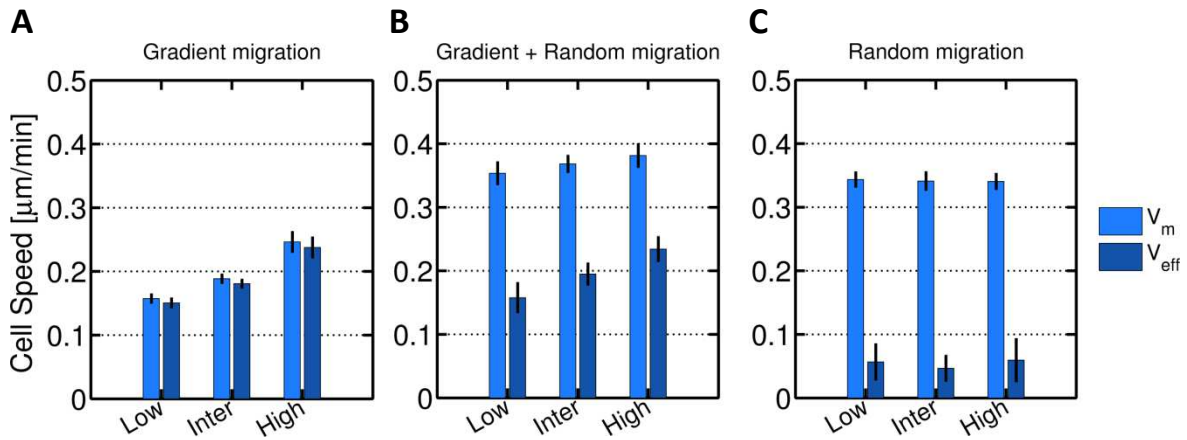 A
B
C
Gradient migration
Gradient + Random migration
Random migration
Cell Speed [μm/min]
0.5
0.4
0.3
0.2
0.1
0
Low
Inter
High
0.5
0.4
0.3
0.2
0.1
0
Low
Inter
High
0.5
0.4
0.3
0.2
0.1
0
Low
Inter
High
V_m
V_eff